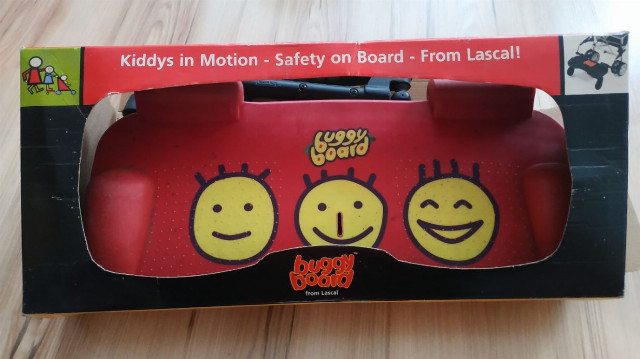 Kiddys in Motion - Safety on Board - From Lascal!
buggy
board
buggy
board
from Lascal